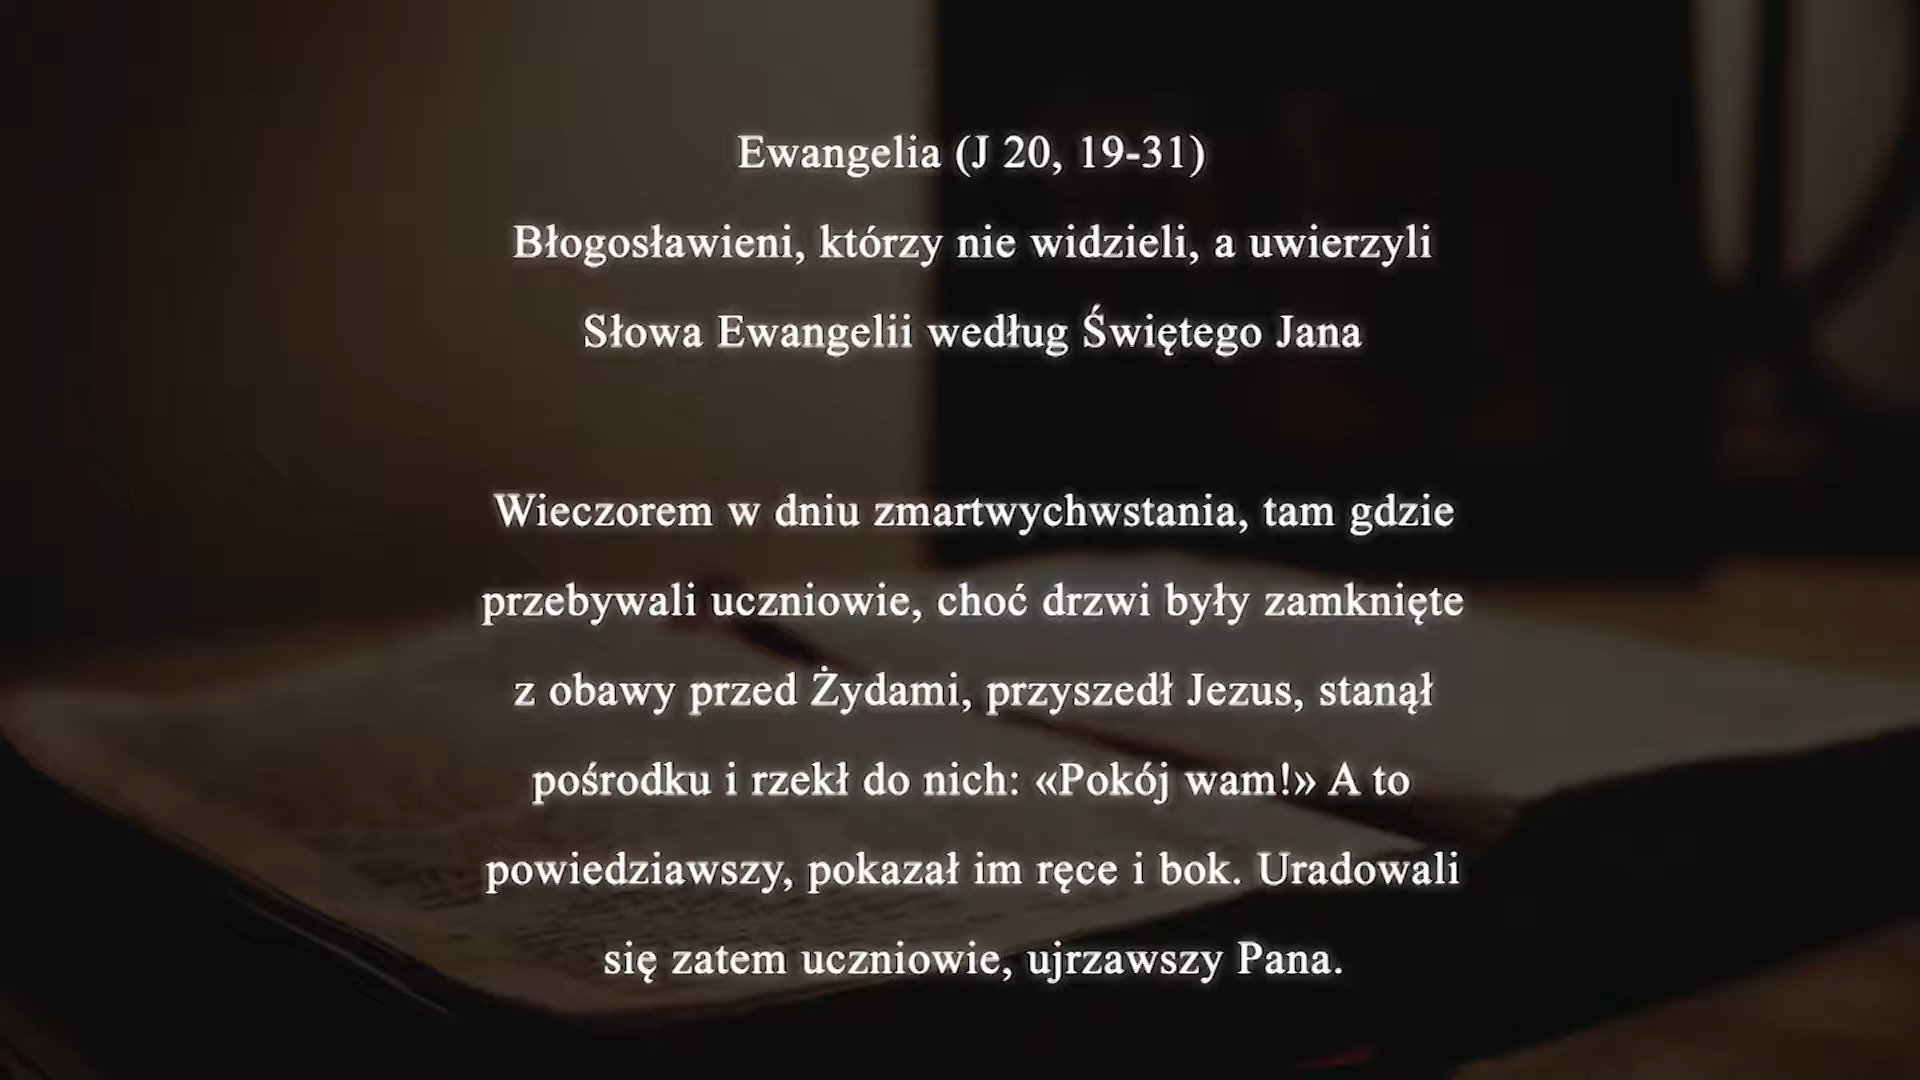 Ewangelia (J 20, 19-31)
Błogosławieni, którzy nie widzieli, a uwierzyli
Słowa Ewangelii według Świętego Jana
Wieczorem w dniu zmartwychwstania, tam gdzie
przebywali uczniowie, choć drzwi były zamknięte
z obawy przed Żydami, przyszedł Jezus, stanął
pośrodku i rzekł do nich: «Pokój wam!» A to
powiedziawszy, pokazał im ręce i bok. Uradowali
się zatem uczniowie, ujrzawszy Pana.